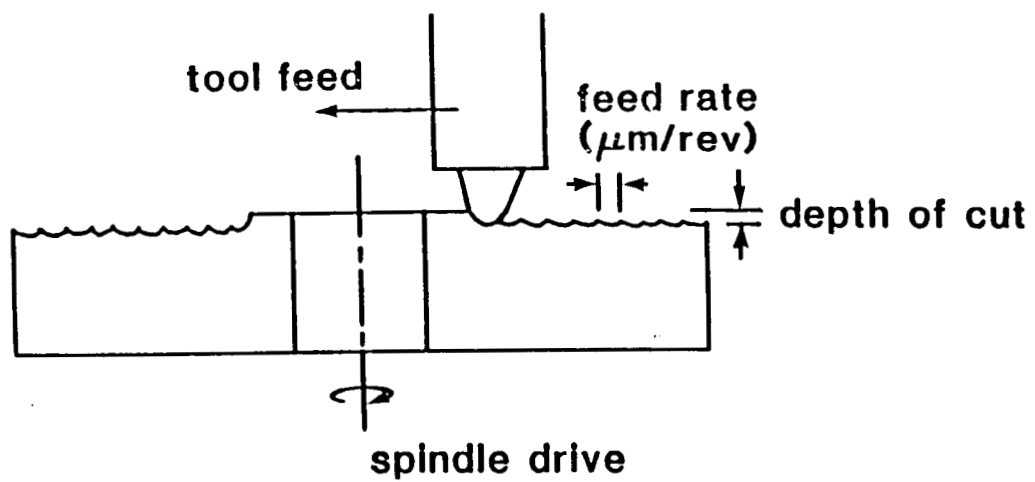 tool feed
feed rate
(μm/rev)
depth of cut
spindle drive